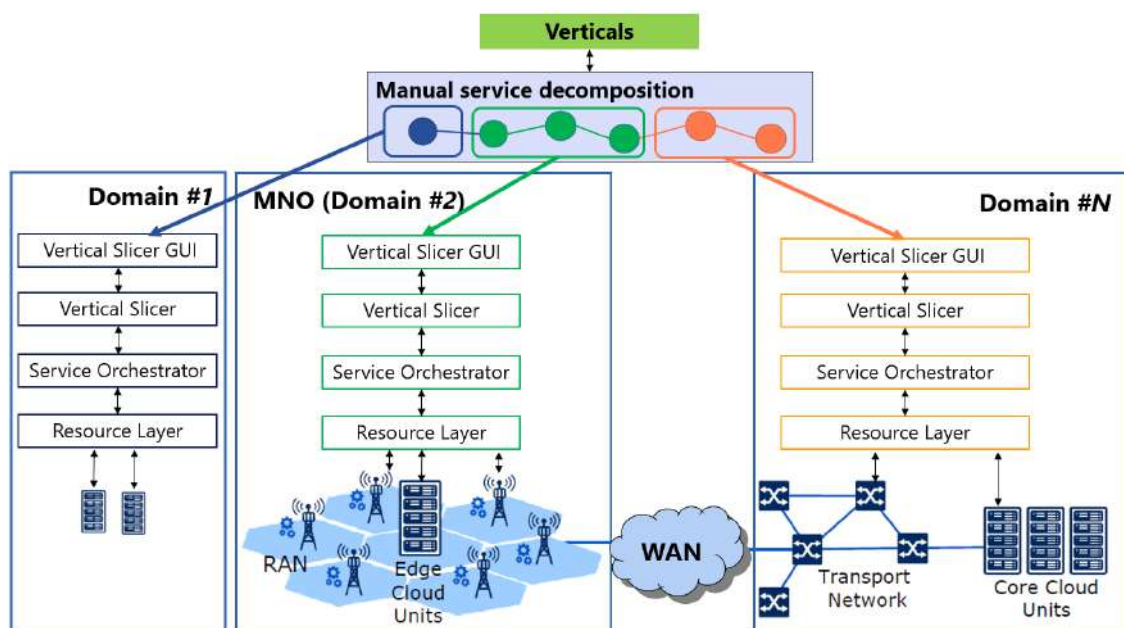 Verticals
Manual service decomposition
Domain #1
Vertical Slicer GUI
Vertical Slicer
Service Orchestrator
Resource Layer
MNO (Domain #2)
Vertical Slicer GUI
Vertical Slicer
Service Orchestrator
Resource Layer
RAN
Edge
Cloud
Units
WAN
Domain #N
Vertical Slicer GUI
Vertical Slicer
Service Orchestrator
Resource Layer
Transport
Network
Core Cloud
Units